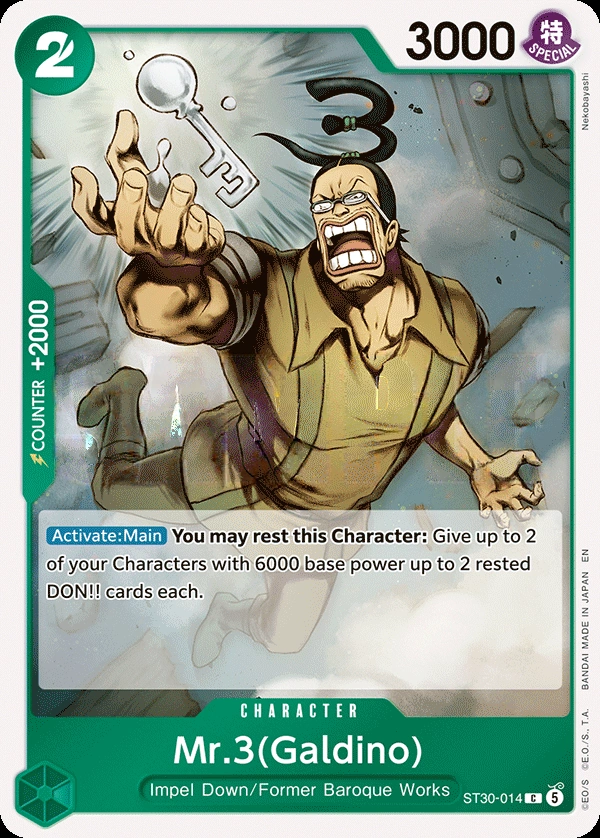 2
3000
特
SPECIAL
Nekobayashi
COUNTER +2000
Activate:Main You may rest this Character: Give up to 2
of your Characters with 6000 base power up to 2 rested
DON!! cards each.
CHARACTER
Mr.3(Galdino)
Impel Down/Former Baroque Works
ST30-014 C 5
©EO/S ©E.O./S., T.A. BANDAI MADE IN JAPAN EN